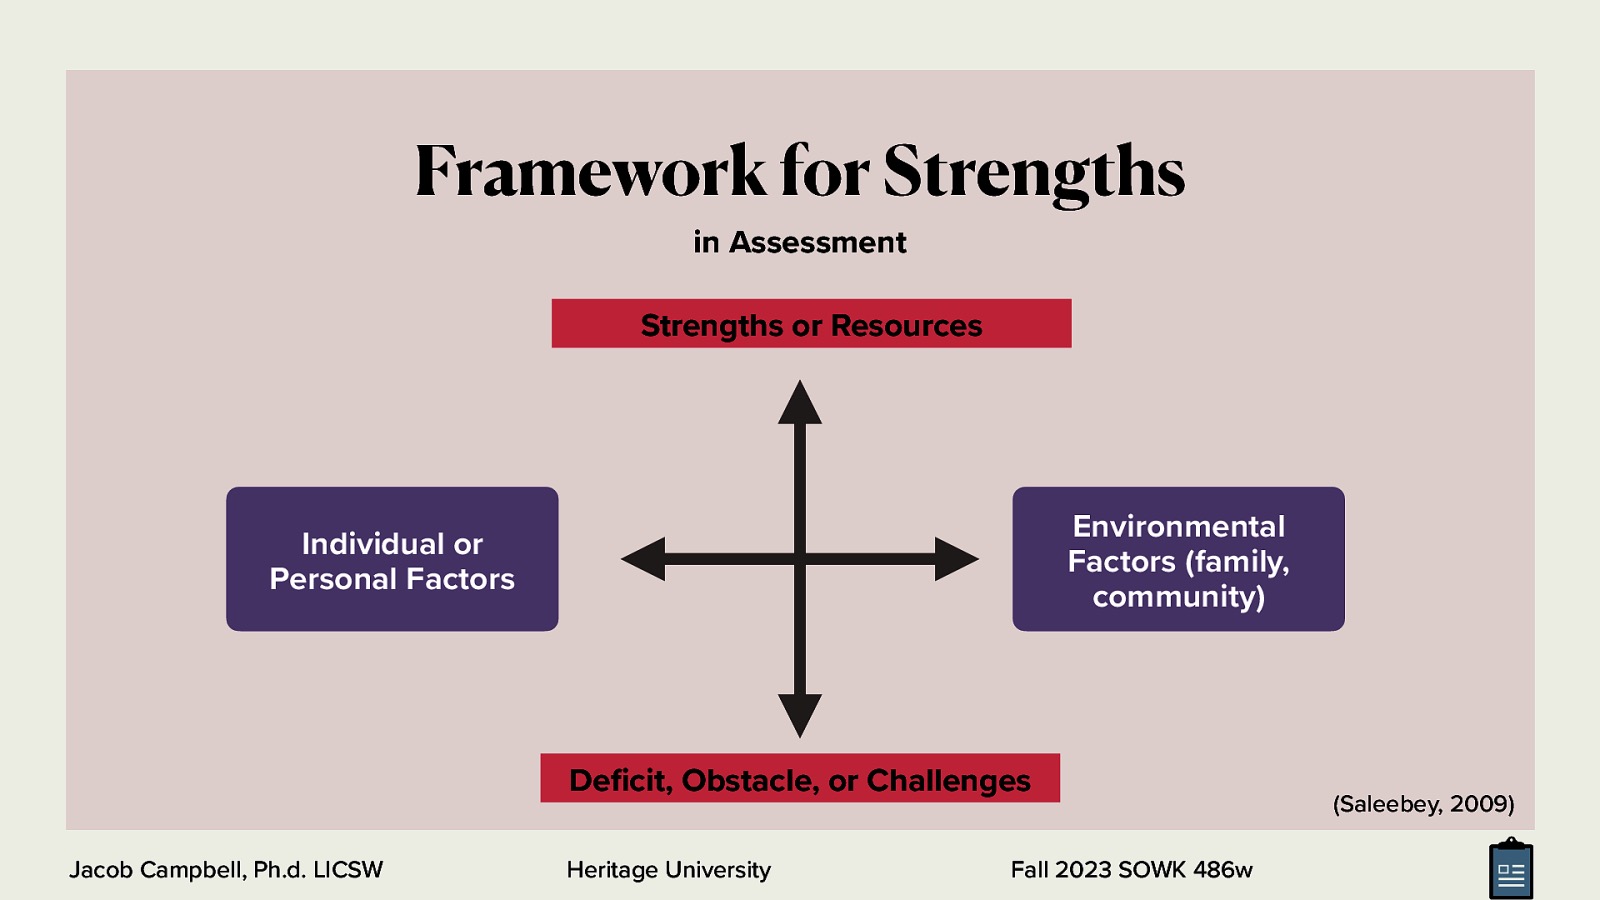 Framework for Strengths
in Assessment
Strengths or Resources
Individual or
Personal Factors
Environmental
Factors (family,
community)
Deficit, Obstacle, or Challenges
(Saleebey, 2009)
Jacob Campbell, Ph.d. LICSW
Heritage University
Fall 2023 SOWK 486w